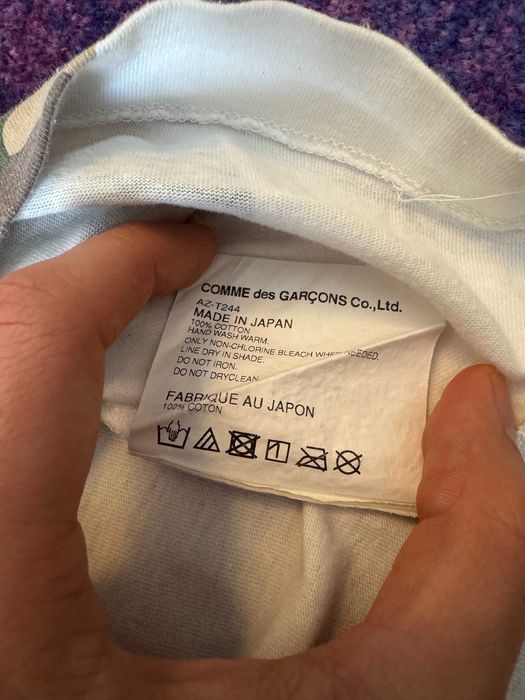 COMME des GARÇONS Co.,Ltd.
AZ-T244
MADE IN JAPAN
100% COTTON
HAND WASH WARM.
ONLY NON-CHLORINE BLEACH WHEN NEEDED.
LINE DRY IN SHADE.
DO NOT IRON.
DO NOT DRYCLEAN.
FABRIQUE AU JAPON
100% COTON